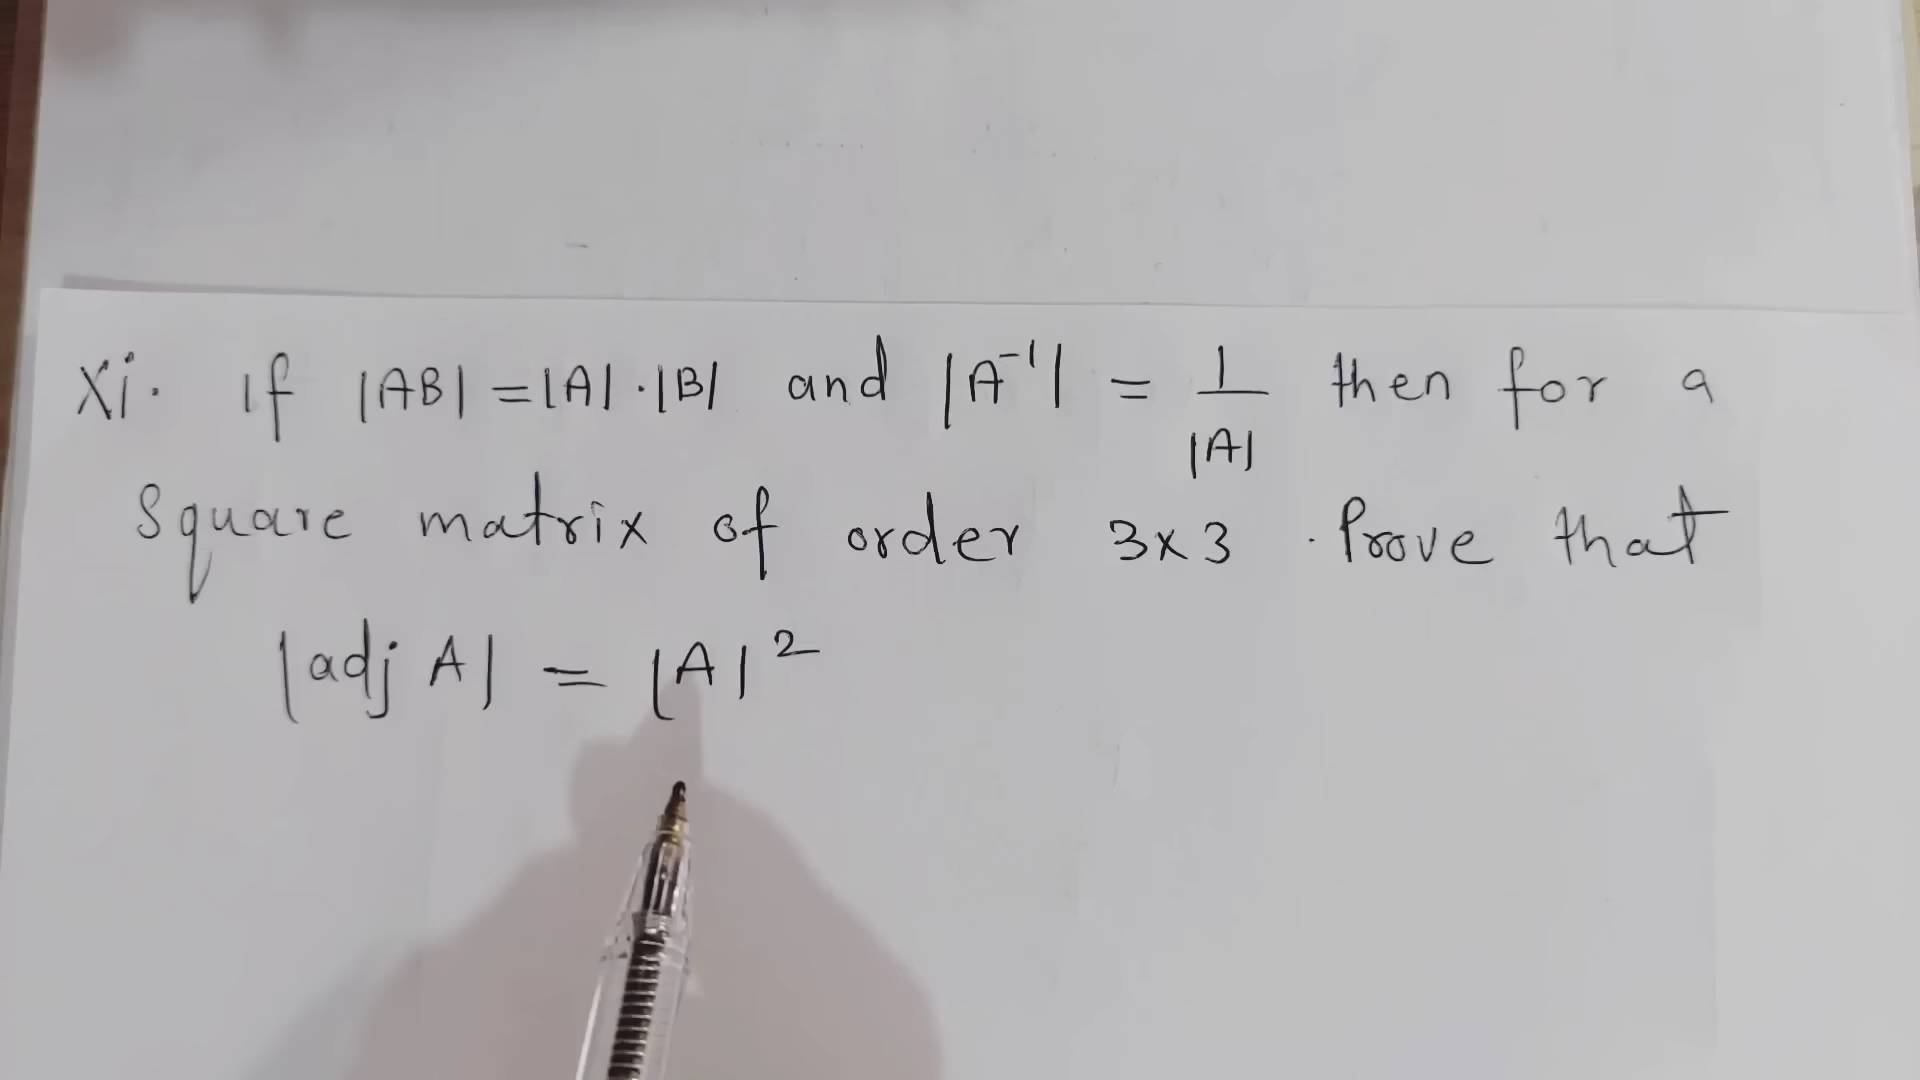 xi. If |AB| = |A|.|B| and |A⁻¹| = 1/|A| then for a
Square matrix of order 3x3. Prove that
|adj A| = |A|²